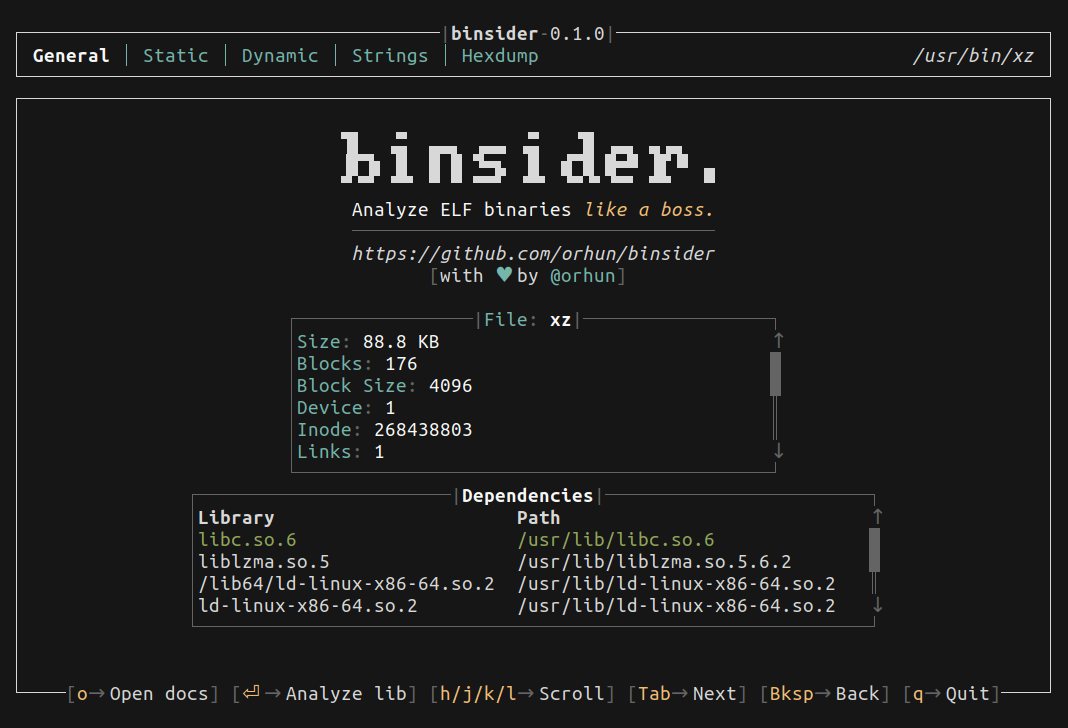 |binsider-0.1.0|
General | Static | Dynamic | Strings | Hexdump /usr/bin/xz
binsider.
Analyze ELF binaries like a boss.
https://github.com/orhun/binsider
[with ♥ by @orhun]
|File: xz|
Size: 88.8 KB
Blocks: 176
Block Size: 4096
Device: 1
Inode: 268438803
Links: 1
|Dependencies|
Library Path
libc.so.6 /usr/lib/libc.so.6
liblzma.so.5 /usr/lib/liblzma.so.5.6.2
/lib64/ld-linux-x86-64.so.2 /usr/lib/ld-linux-x86-64.so.2
ld-linux-x86-64.so.2 /usr/lib/ld-linux-x86-64.so.2
[o→Open docs] [⏎→Analyze lib] [h/j/k/l→Scroll] [Tab→Next] [Bksp→Back] [q→Quit]